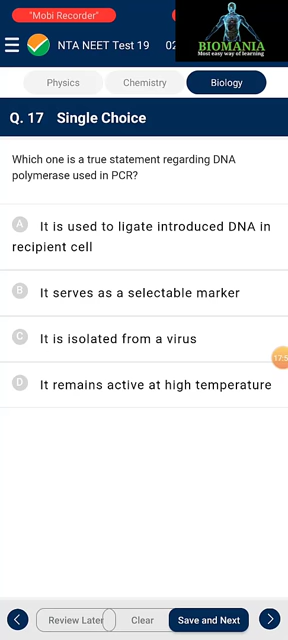 "Mobi Recorder"
NTA NEET Test 19
02
BIOMANIA
Most easy way of learning
Physics
Chemistry
Biology
Q. 17 Single Choice
Which one is a true statement regarding DNA
polymerase used in PCR?
A It is used to ligate introduced DNA in
recipient cell
B It serves as a selectable marker
C It is isolated from a virus
D It remains active at high temperature
17:5
Review Later
Clear
Save and Next